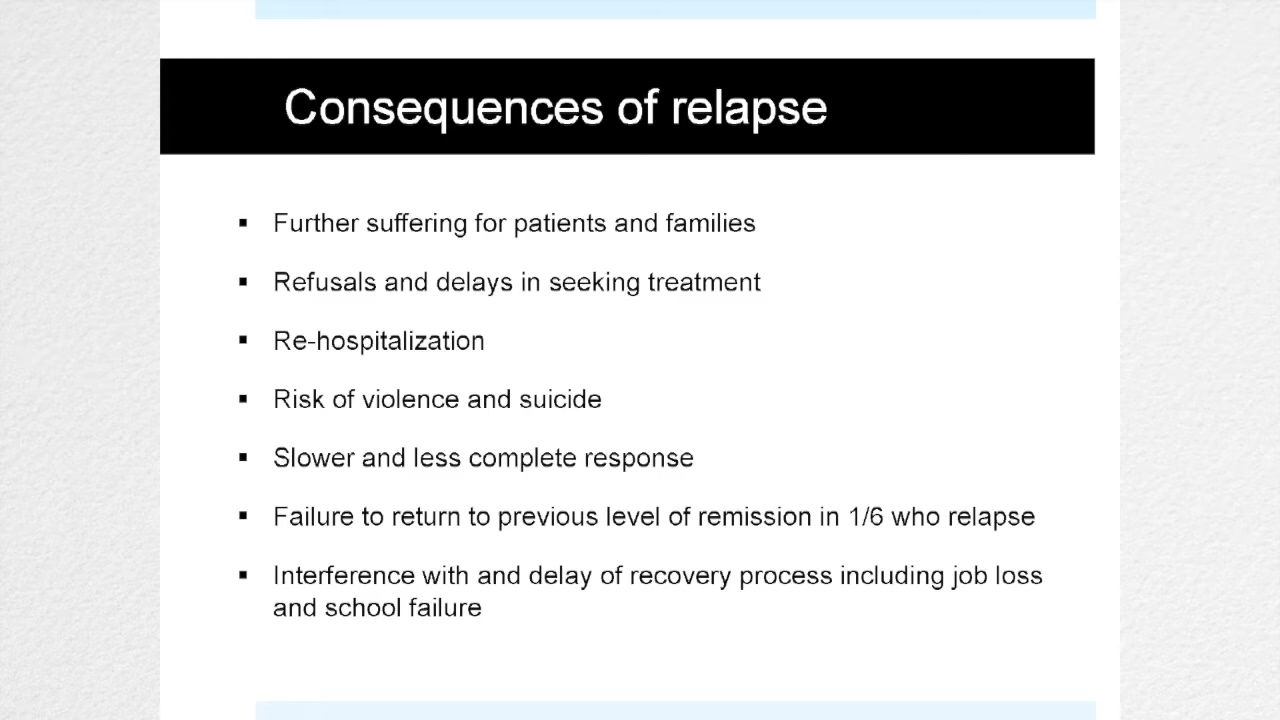 Consequences of relapse
▪ Further suffering for patients and families
▪ Refusals and delays in seeking treatment
▪ Re-hospitalization
▪ Risk of violence and suicide
▪ Slower and less complete response
▪ Failure to return to previous level of remission in 1/6 who relapse
▪ Interference with and delay of recovery process including job loss
and school failure